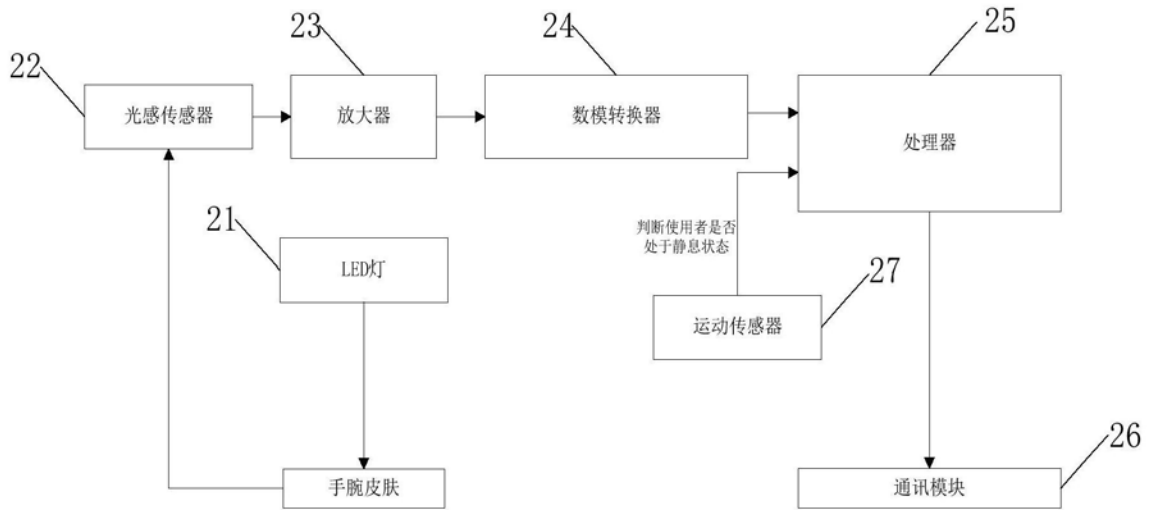 22
23
24
25
光感传感器
放大器
数模转换器
处理器
21
LED灯
判断使用者是否
处于静息状态
27
运动传感器
26
手腕皮肤
通讯模块